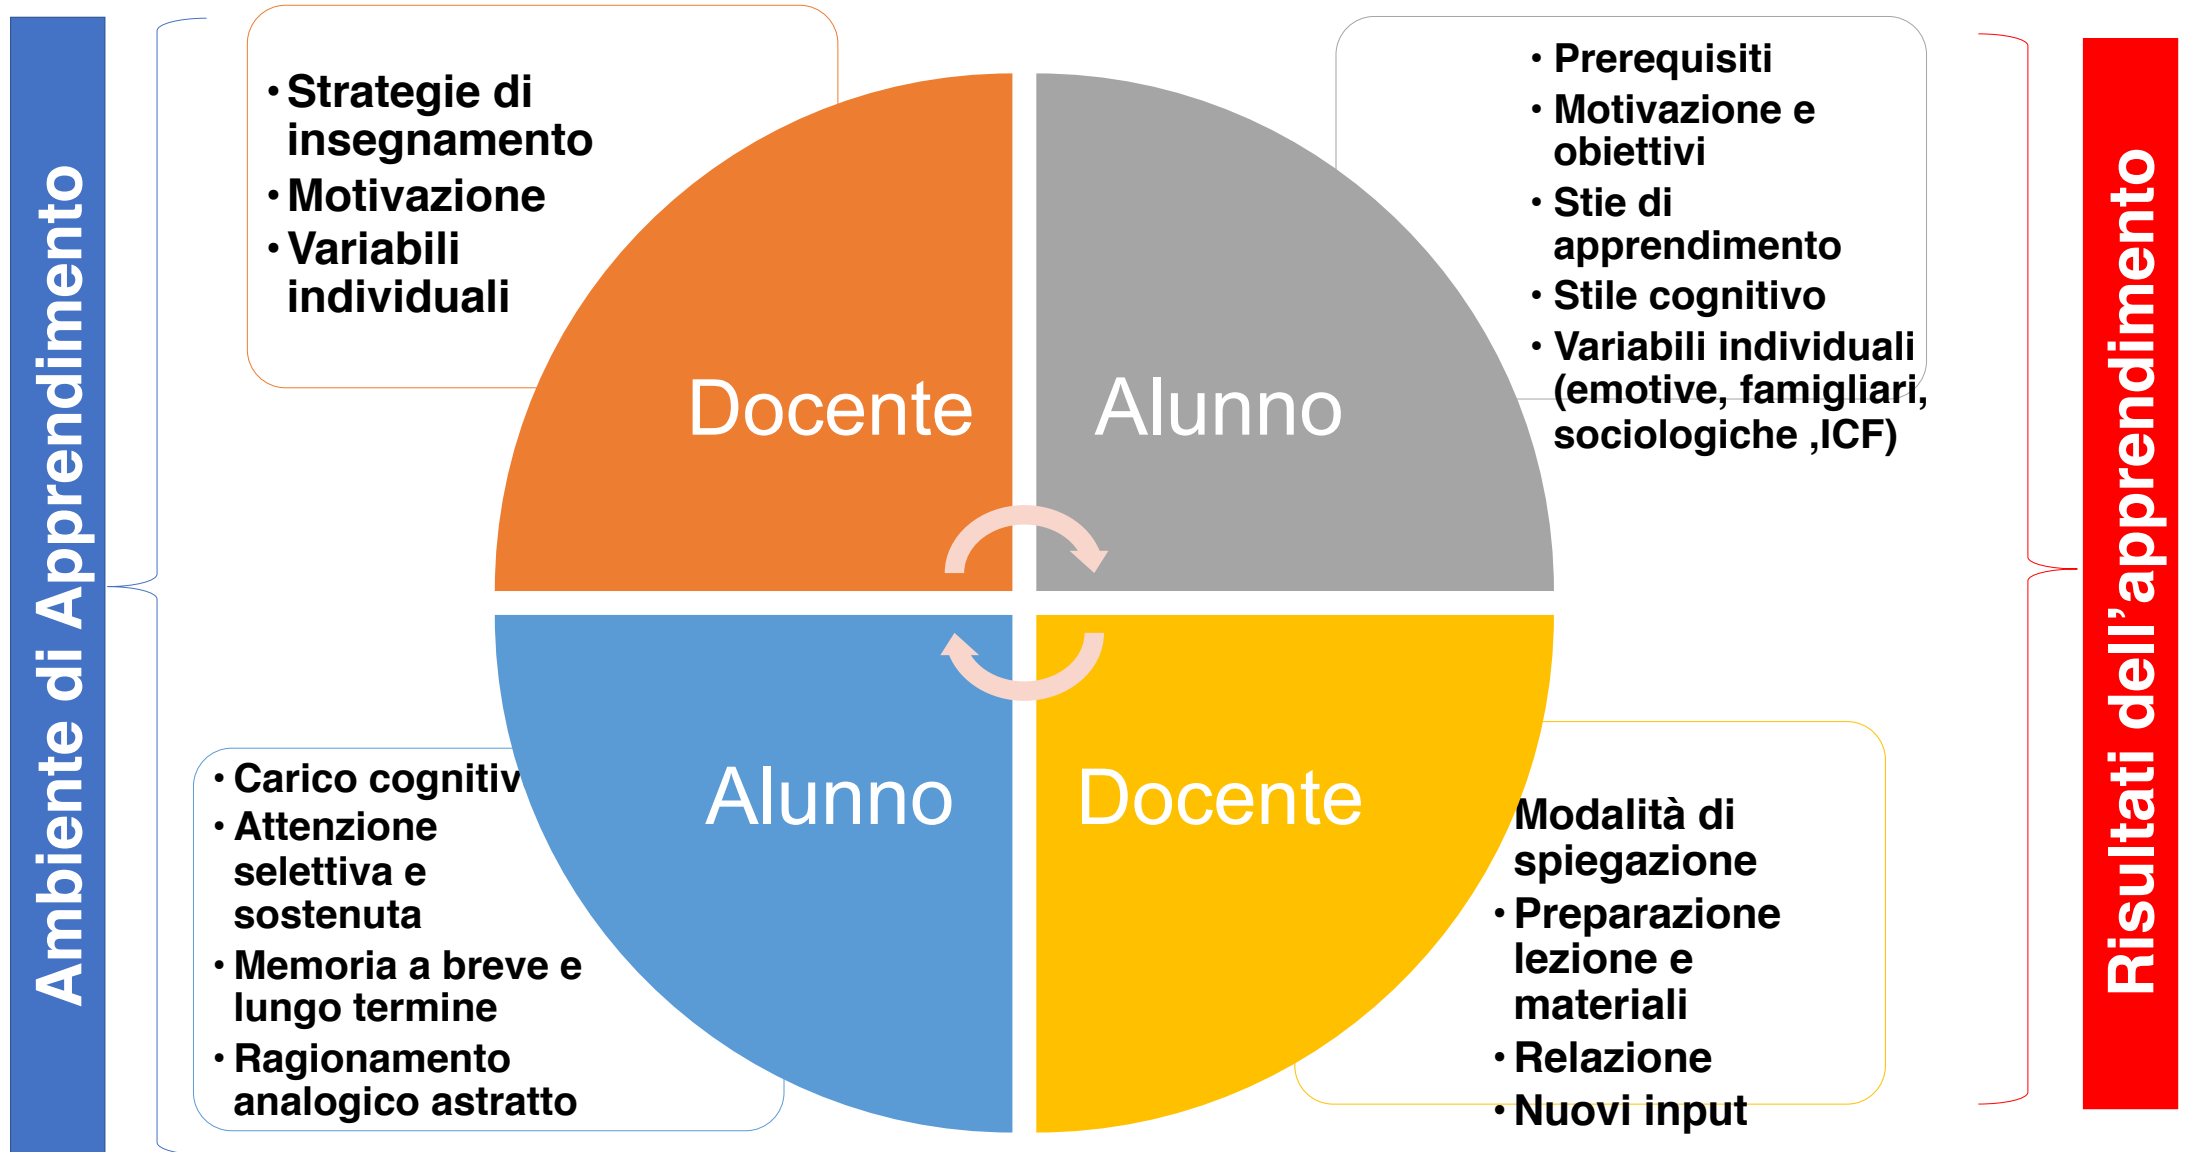 Ambiente di Apprendimento
• Strategie di
insegnamento
• Motivazione
• Variabili
individuali
Docente
Alunno
• Prerequisiti
• Motivazione e
obiettivi
• Stie di
apprendimento
• Stile cognitivo
• Variabili individuali
(emotive, famigliari,
sociologiche ,ICF)
• Carico cognitiv
• Attenzione
selettiva e
sostenuta
• Memoria a breve e
lungo termine
• Ragionamento
analogico astratto
Alunno
Docente
Modalità di
spiegazione
• Preparazione
lezione e
materiali
• Relazione
• Nuovi input
Risultati dell’apprendimento